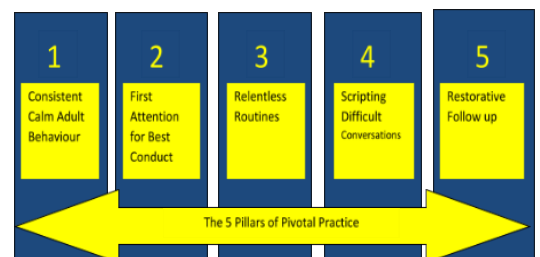 1
Consistent
Calm Adult
Behaviour
2
First
Attention
for Best
Conduct
3
Relentless
Routines
4
Scripting
Difficult
Conversations
5
Restorative
Follow up
The 5 Pillars of Pivotal Practice